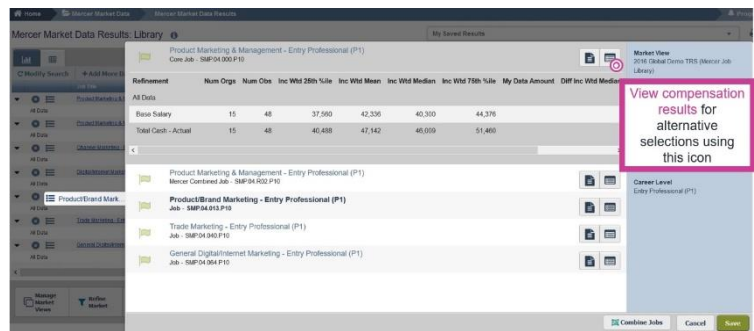 Home Mercer Market Data Mercer Market Data Results
Mercer Market Data Results: Library
My Saved Results
Modify Search
Product Marketing & Management - Entry Professional (P1)
Core Job - SMP.04.000.P10
Refinement Num Orgs Num Obs Inc Wtd 25th %ile Inc Wtd Mean Inc Wtd Median Inc Wtd 75th %ile My Data Amount Diff Inc Wtd Median
All Data
Base Salary 15 48 37,560 42,336 40,300 44,376
Total Cash - Actual 15 48 40,488 47,142 46,009 51,460
Product Marketing & Management - Entry Professional (P1)
Mercer Combined Job - SMP.04.R02.P10
Product/Brand Marketing - Entry Professional (P1)
Job - SMP.04.013.P10
Trade Marketing - Entry Professional (P1)
Job - SMP.04.040.P10
General Digital/Internet Marketing - Entry Professional (P1)
Job - SMP.04.064.P10
Product/Brand Mark...
All Data
All Data
All Data
All Data
All Data
All Data
Market View
2016 Global Demo TRS (Mercer Job
Library)
View compensation
results for
alternative
selections using
this icon
Career Level
Entry Professional (P1)
Manage
Market
Views
Refine
Market
Combine Jobs Cancel Save